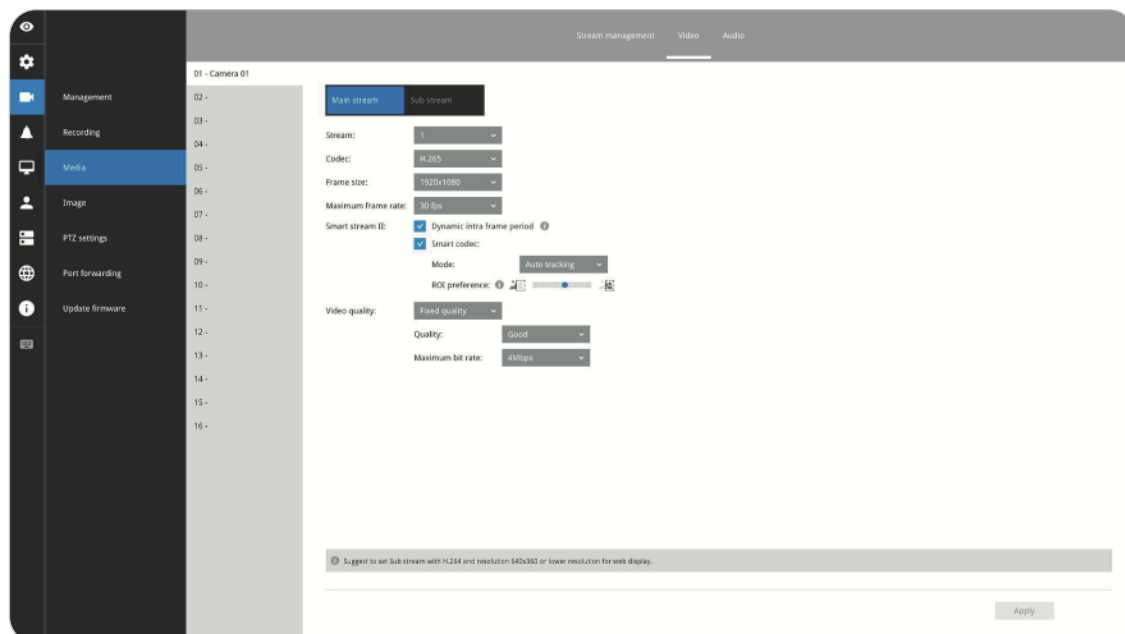 Stream management Video Audio
Management
Recording
Media
Image
PTZ settings
Port forwarding
Update firmware
01 - Camera 01
02 -
03 -
04 -
05 -
06 -
07 -
08 -
09 -
10 -
11 -
12 -
13 -
14 -
15 -
16 -
Main stream Sub stream
Stream: 1
Codec: H.265
Frame size: 1920x1080
Maximum frame rate: 30 fps
Smart stream II: Dynamic intra frame period
Smart codec:
Mode: Auto tracking
ROI preference:
Video quality: Fixed quality
Quality: Good
Maximum bit rate: 4Mbps
Suggest to set Sub stream with H.264 and resolution 640x360 or lower resolution for web display.
Apply